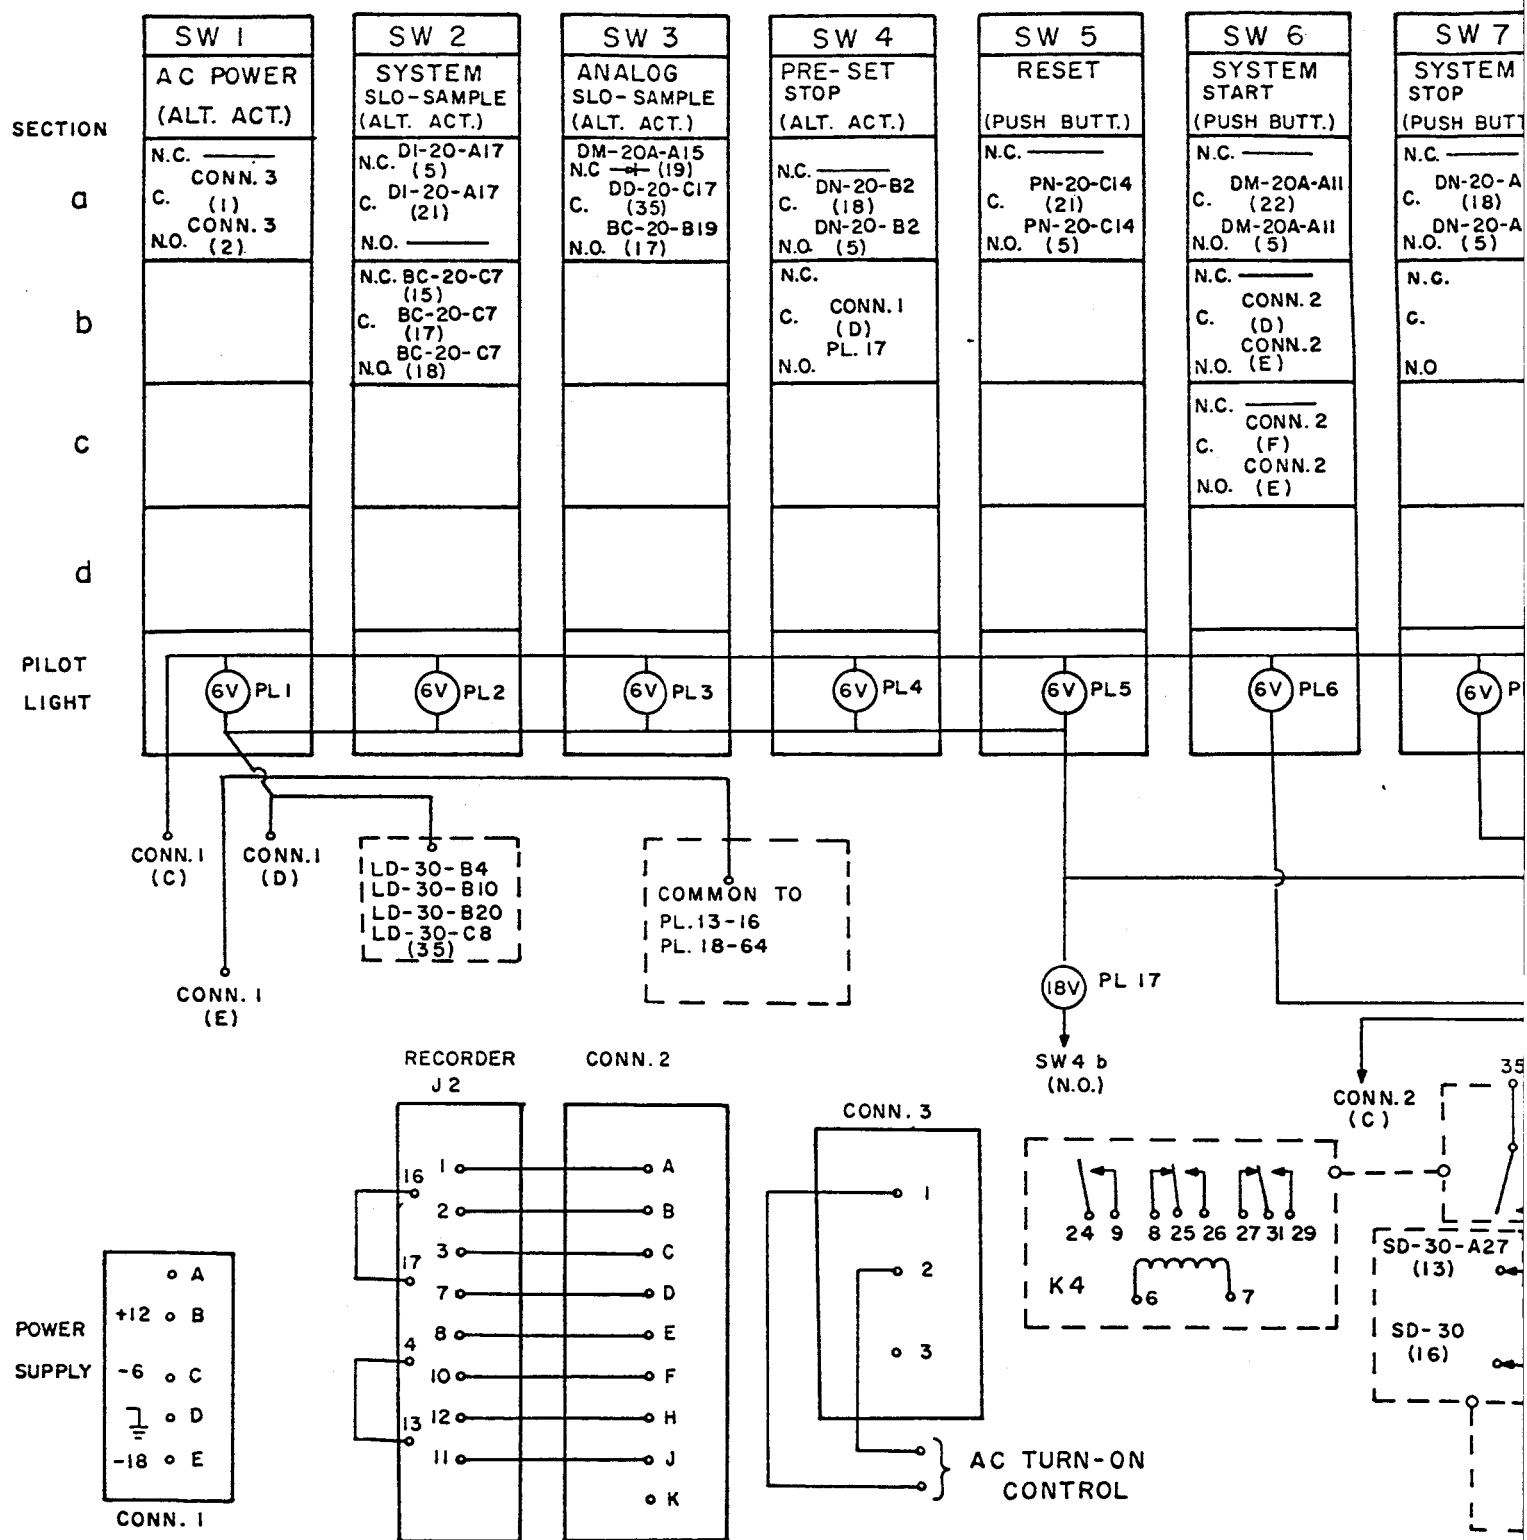 SW 1
AC POWER
(ALT. ACT.)
SW 2
SYSTEM
SLO-SAMPLE
(ALT. ACT.)
SW 3
ANALOG
SLO-SAMPLE
(ALT. ACT.)
SW 4
PRE-SET
STOP
(ALT. ACT.)
SW 5
RESET
(PUSH BUTT.)
SW 6
SYSTEM
START
(PUSH BUTT.)
SW 7
SYSTEM
STOP
(PUSH BUTT
SECTION
a
N.C.
CONN. 3
C. (1)
CONN. 3
N.O. (2)
DI-20-A17
N.C. (5)
DI-20-A17
C. (21)
N.O.
DM-20A-A15
N.C (19)
DD-20-C17
C. (35)
BC-20-B19
N.O. (17)
N.C.
DN-20-B2
C. (18)
DN-20-B2
N.O. (5)
N.C.
PN-20-C14
C. (21)
PN-20-C14
N.O. (5)
N.C.
DM-20A-A11
C. (22)
DM-20A-A11
N.O. (5)
N.C.
DN-20-A
C. (18)
DN-20-A
N.O. (5)
b
N.C. BC-20-C7
(15)
C. BC-20-C7
(17)
BC-20-C7
N.O. (18)
N.C.
CONN. 1
C. (D)
PL. 17
N.O.
N.C.
CONN. 2
C. (D)
CONN. 2
N.O. (E)
N.C.
C.
N.O
c
N.C.
CONN. 2
C. (F)
CONN. 2
N.O. (E)
d
PILOT
LIGHT
6V PL 1
6V PL2
6V PL3
6V PL4
6V PL5
6V PL6
6V P
CONN. 1
(C)
CONN. 1
(D)
LD-30-B4
LD-30-B10
LD-30-B20
LD-30-C8
(35)
COMMON TO
PL. 13-16
PL. 18-64
CONN. 1
(E)
18V PL 17
SW 4 b
(N.O.)
CONN. 2
(C)
35
RECORDER
J 2
CONN. 2
16
17
4
13
1 A
2 B
3 C
7 D
8 E
10 F
12 H
11 J
K
CONN. 3
1
2
3
AC TURN-ON
CONTROL
24 9 8 25 26 27 31 29
K4
6 7
SD-30-A27
(13)
SD-30
(16)
POWER
SUPPLY
A
+12 B
-6 C
D
-18 E
CONN. 1